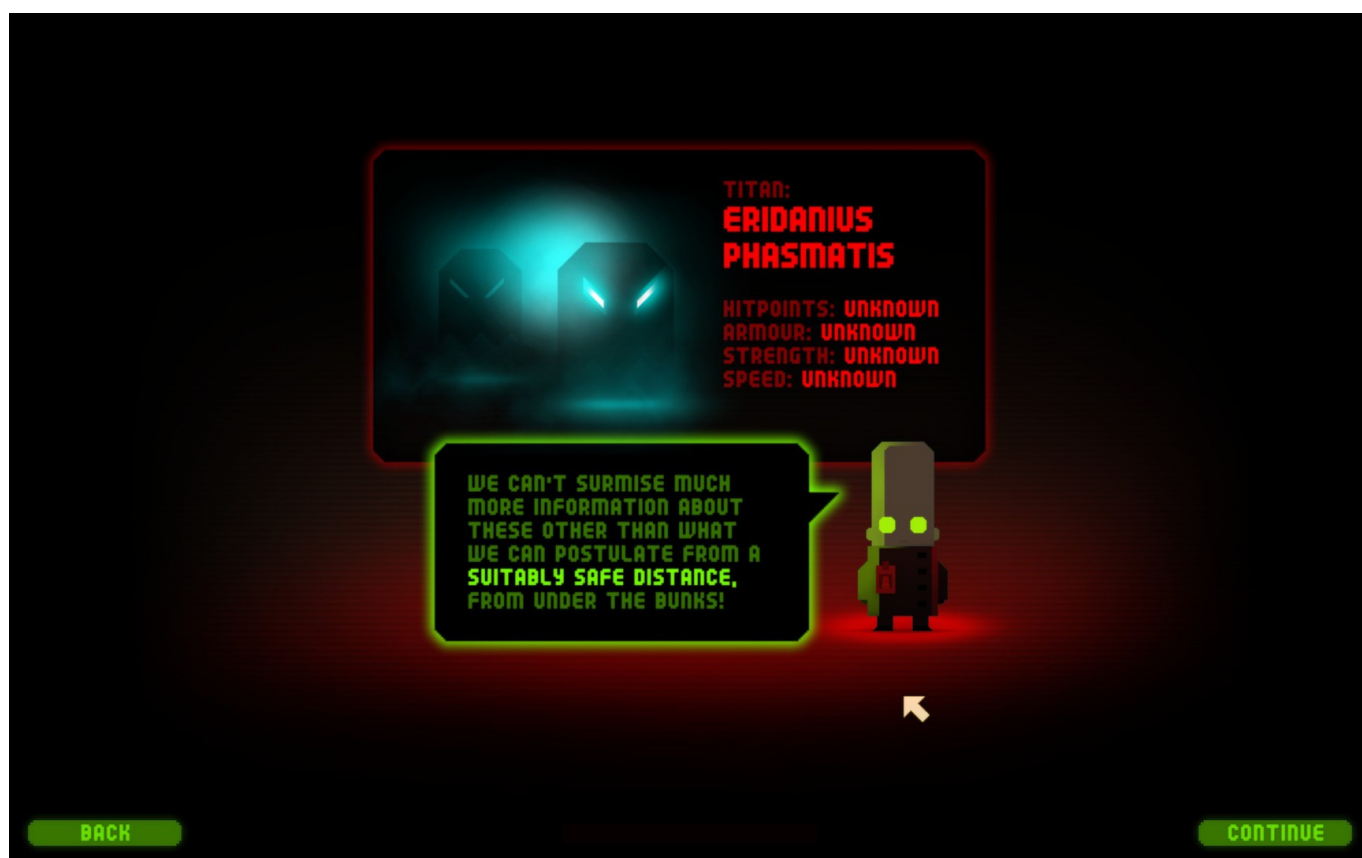 TITAN:
ERIDANIUS
PHASMATIS
HITPOINTS: UNKNOWN
ARMOUR: UNKNOWN
STRENGTH: UNKNOWN
SPEED: UNKNOWN
WE CAN'T SURMISE MUCH
MORE INFORMATION ABOUT
THESE OTHER THAN WHAT
WE CAN POSTULATE FROM A
SUITABLY SAFE DISTANCE,
FROM UNDER THE BUNKS!
BACK
CONTINUE